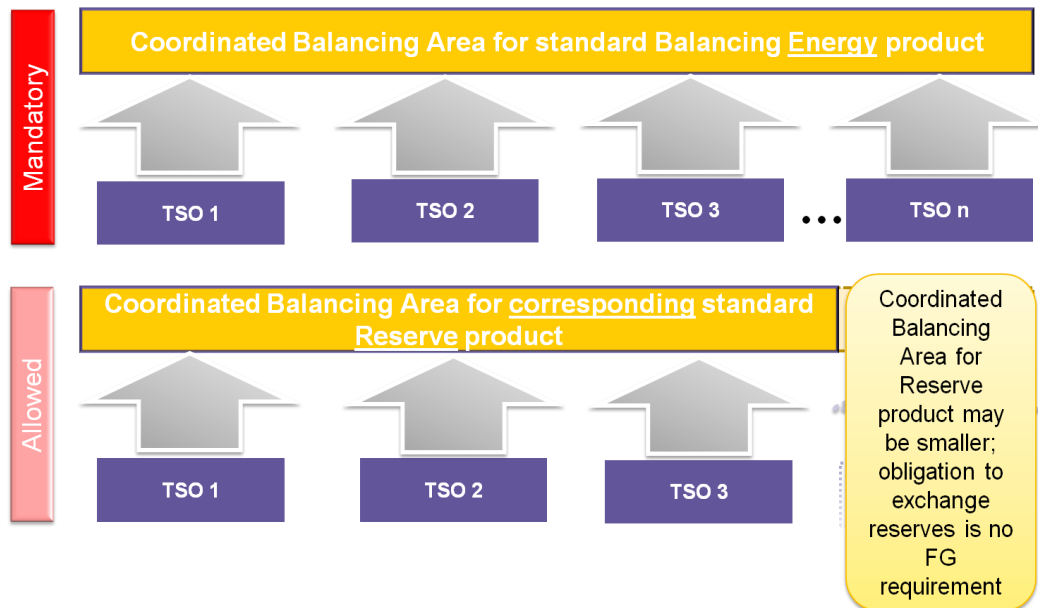 Mandatory
Coordinated Balancing Area for standard Balancing Energy product
TSO 1
TSO 2
TSO 3
...
TSO n
Allowed
Coordinated Balancing Area for corresponding standard
Reserve product
TSO 1
TSO 2
TSO 3
Coordinated
Balancing
Area for
Reserve
product may
be smaller;
obligation to
exchange
reserves is no
FG
requirement